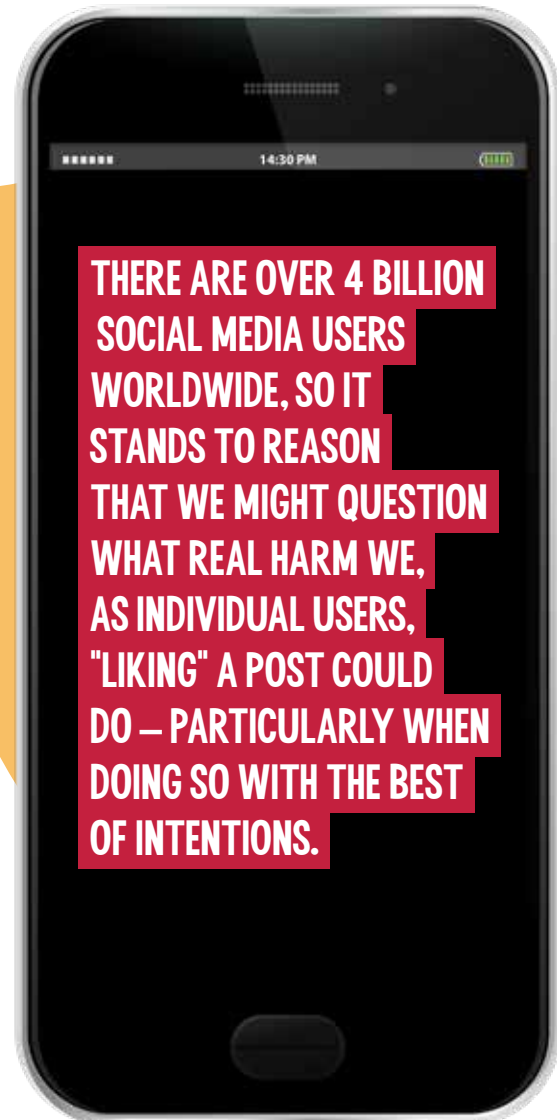 14:30 PM
THERE ARE OVER 4 BILLION
SOCIAL MEDIA USERS
WORLDWIDE, SO IT
STANDS TO REASON
THAT WE MIGHT QUESTION
WHAT REAL HARM WE,
AS INDIVIDUAL USERS,
"LIKING" A POST COULD
DO – PARTICULARLY WHEN
DOING SO WITH THE BEST
OF INTENTIONS.